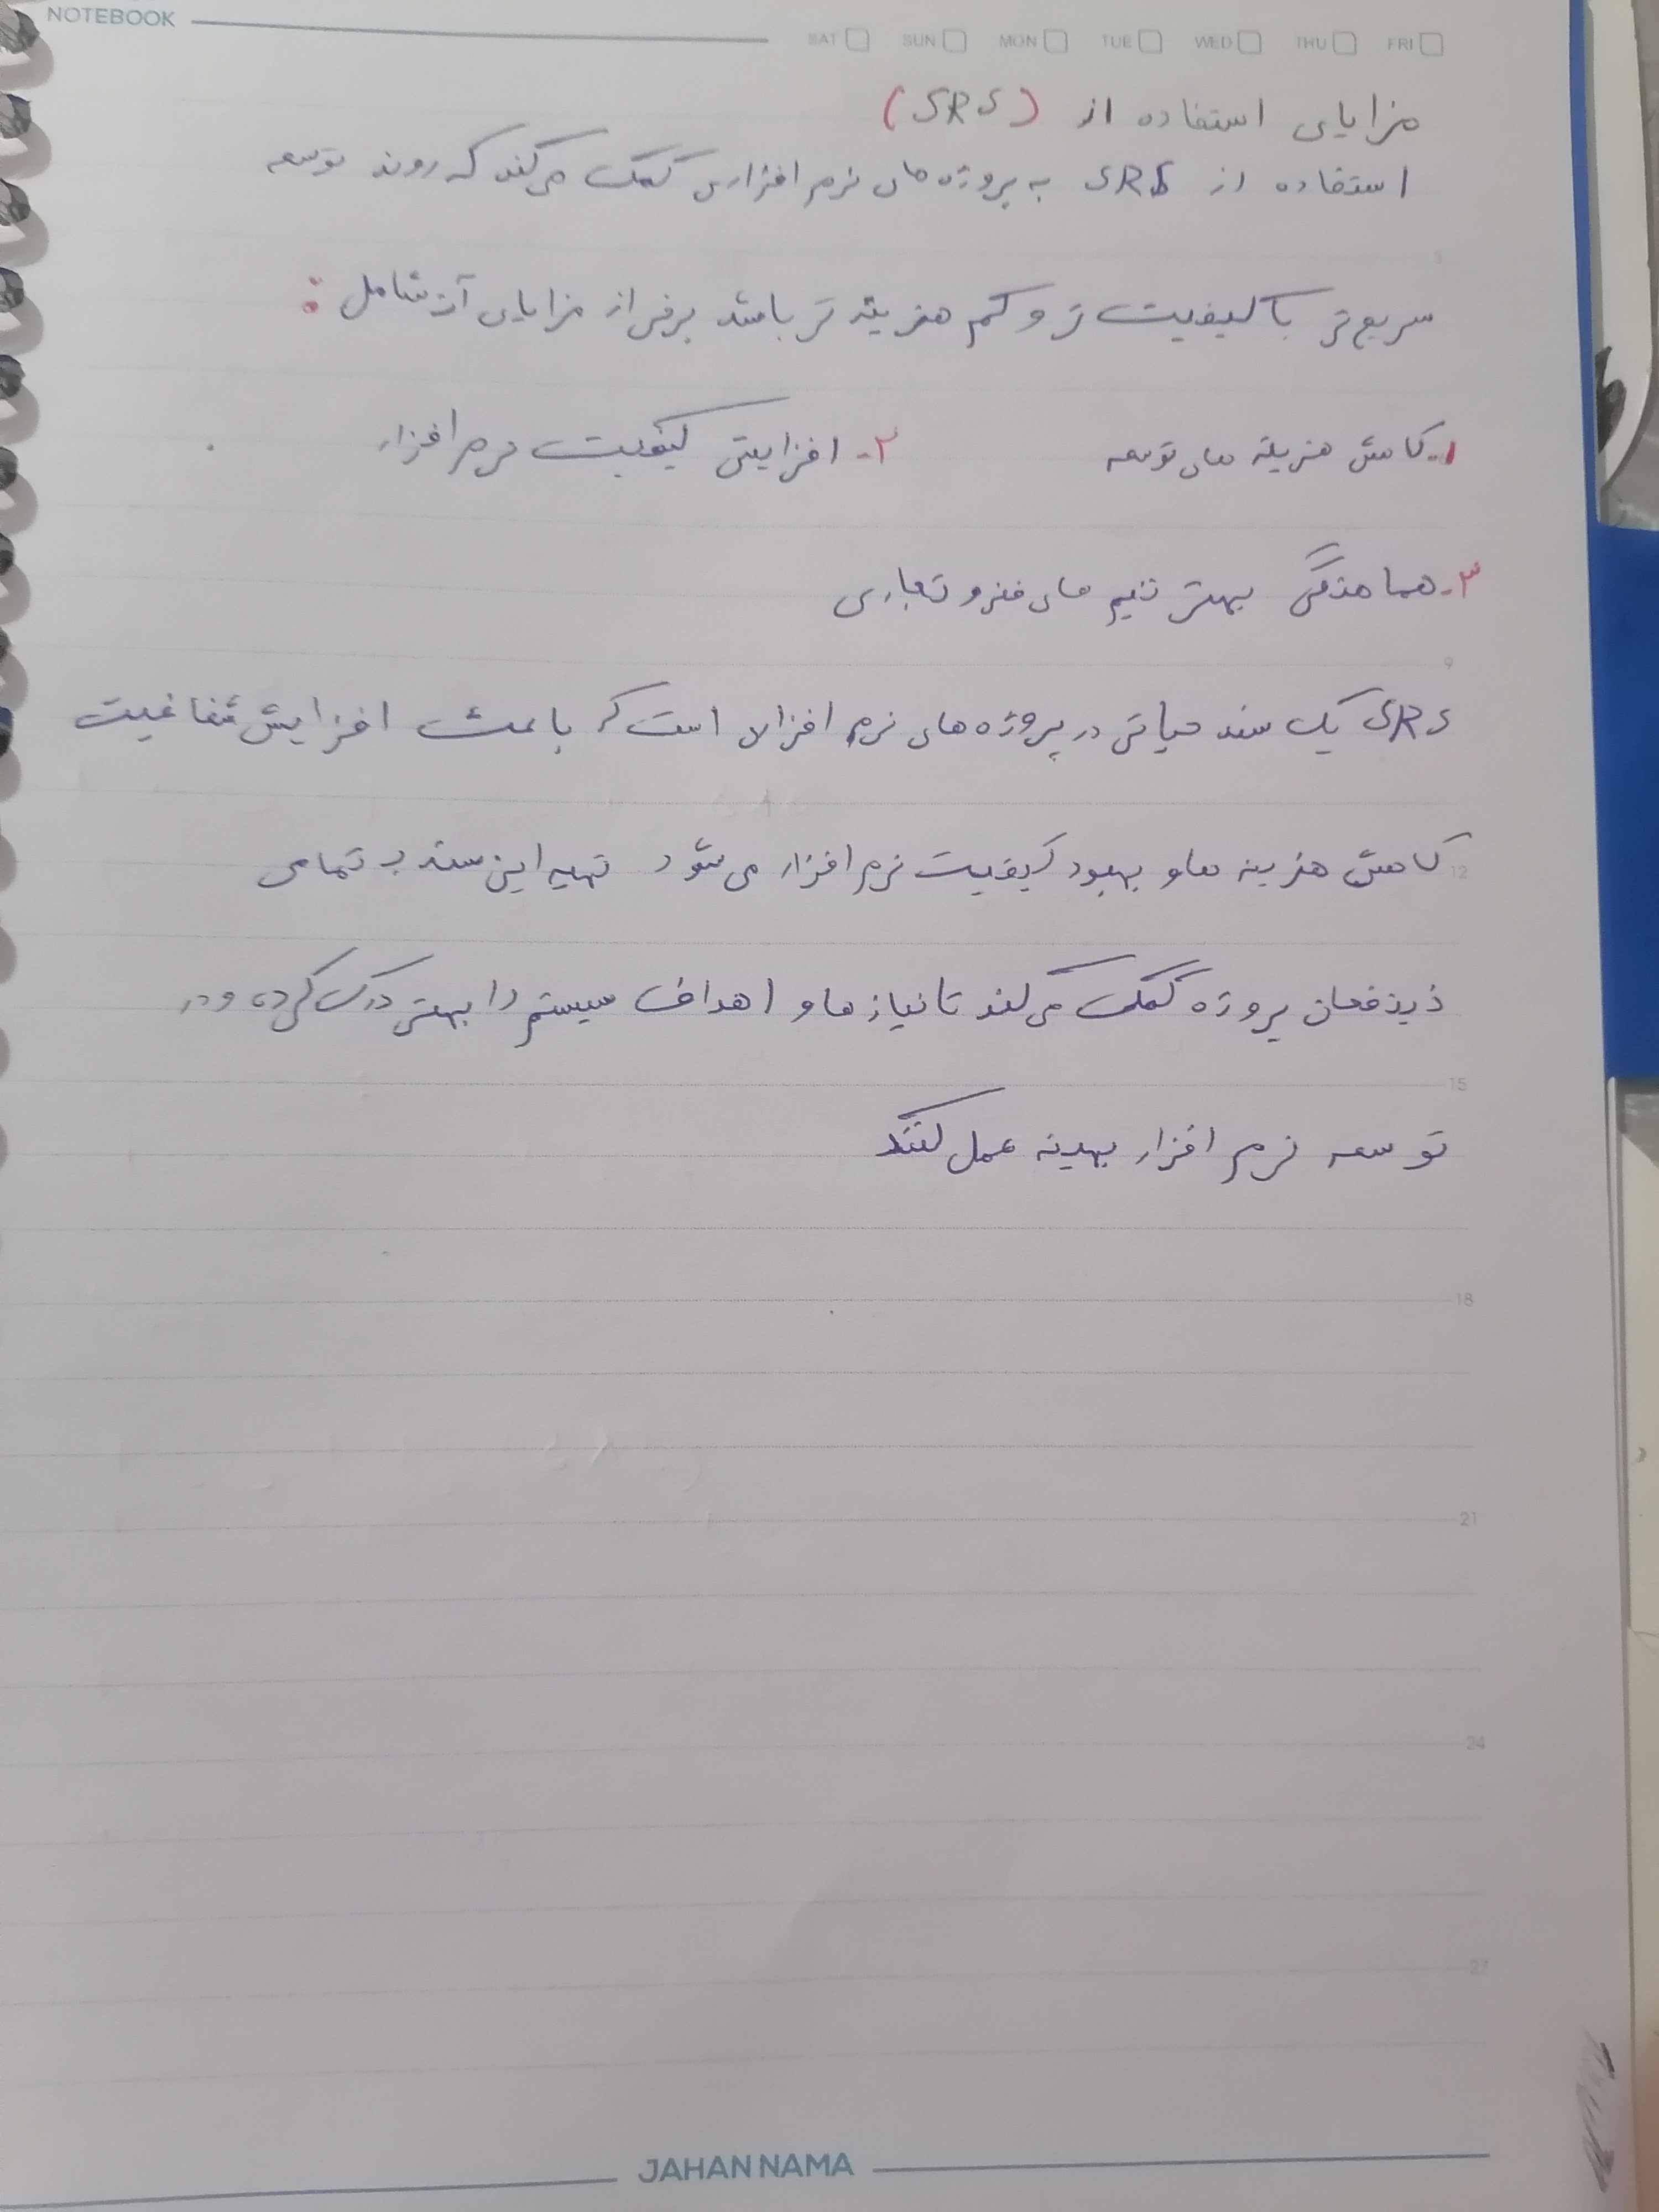 NOTEBOOK
SAT SUN MON TUE WED THU FRI
مزایای استفاده از (SRS)
استفاده از SRS به پروژه های نرم افزاری کمک می کند که روند توسعه
سریع تر با کیفیت تر و کم هزینه تر باشد برخی از مزایای آن شامل :
۱- کاهش هزینه های توسعه ۲- افزایش کیفیت نرم افزار
۳- هماهنگی بهتر تیم های فنی و تجاری
9
SRS یک سند حیاتی در پروژه های نرم افزار است که باعث افزایش شفافیت
کاهش هزینه ها و بهبود کیفیت نرم افزار می شود تهیه این سند به تمامی
12
ذینفعان پروژه کمک می کند تا نیازها و اهداف سیستم را بهتر درک کرده و در
15
توسعه نرم افزار بهینه عمل کنند
18
21
24
27
JAHAN NAMA